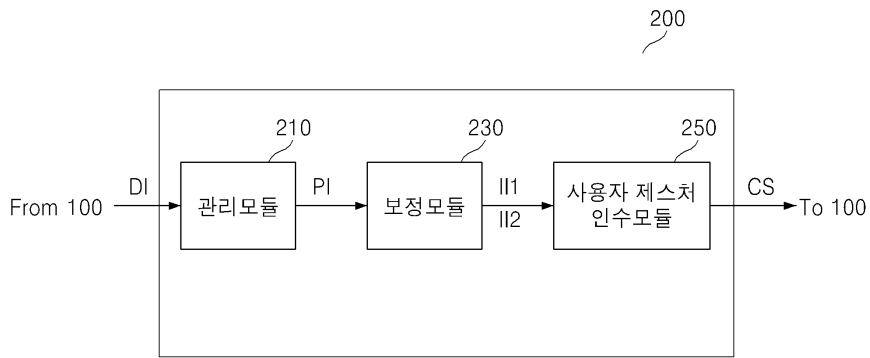 200
210
230
250
From 100
DI
관리모듈
PI
보정모듈
II1
II2
사용자 제스처
인수모듈
CS
To 100